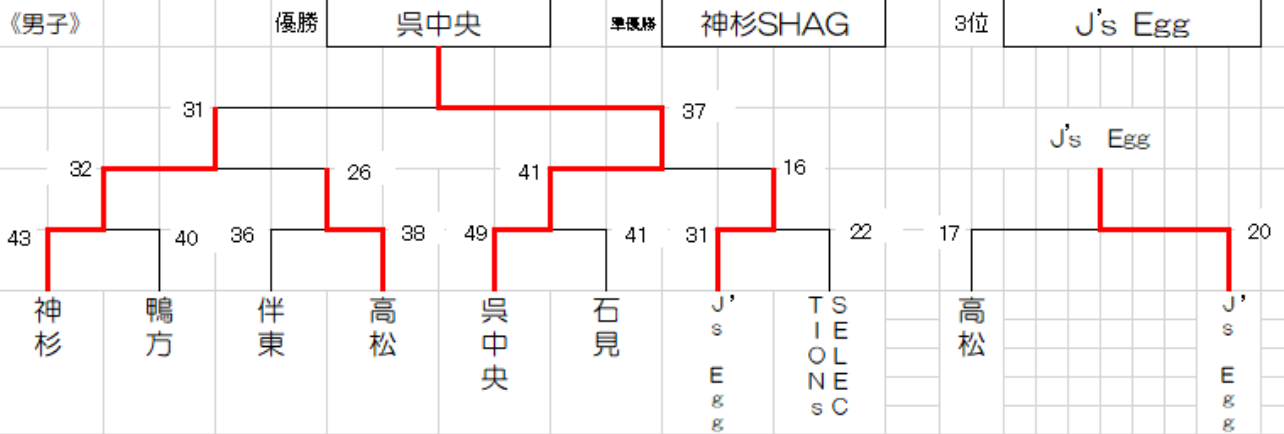 《男子》 優勝 呉中央 準優勝 神杉SHAG 3位 J's Egg
31 37
J's Egg
32 26 41 16
43 40 36 38 49 41 31 22 17 20
神杉
鴨方
伴東
高松
呉中央
石見
J's Egg
SELEC
TIONs
高松
J's Egg